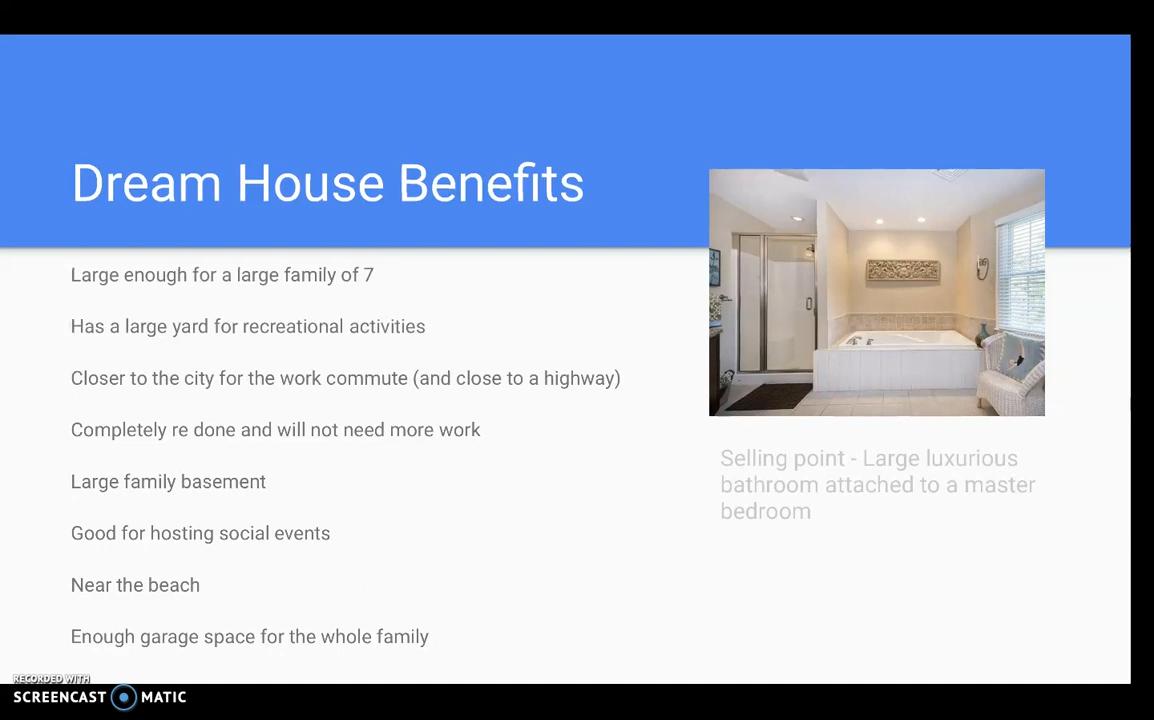 Dream House Benefits
Large enough for a large family of 7
Has a large yard for recreational activities
Closer to the city for the work commute (and close to a highway)
Completely re done and will not need more work
Large family basement
Good for hosting social events
Near the beach
Enough garage space for the whole family
Selling point - Large luxurious
bathroom attached to a master
bedroom
RECORDED WITH
SCREENCAST MATIC